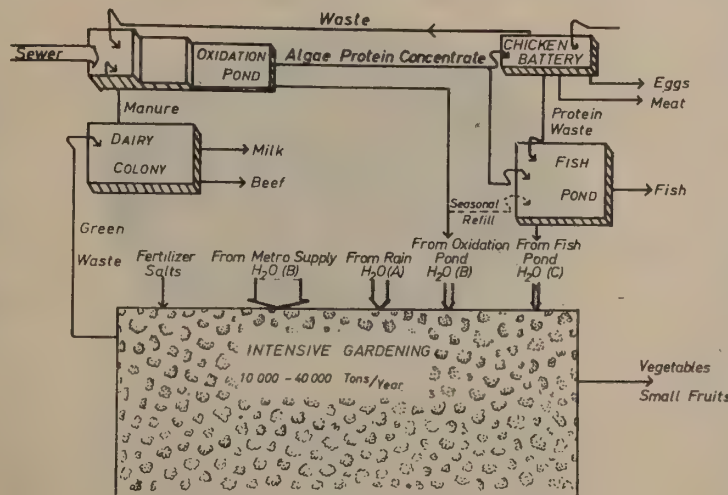 Waste
Sewer
OXIDATION
POND
Algae Protein Concentrate
CHICKEN
BATTERY
Eggs
Meat
Manure
Protein
Waste
DAIRY
COLONY
Milk
Beef
FISH
POND
Fish
Seasonal
Refill
Green
Waste
Fertilizer
Salts
From Metro Supply
H₂O (B)
From Rain
H₂O(A)
From Oxidation
Pond
H₂O (B)
From Fish
Pond
H₂O (C)
INTENSIVE GARDENING
10 000 - 40 000 Tons/Year
Vegetables
Small Fruits